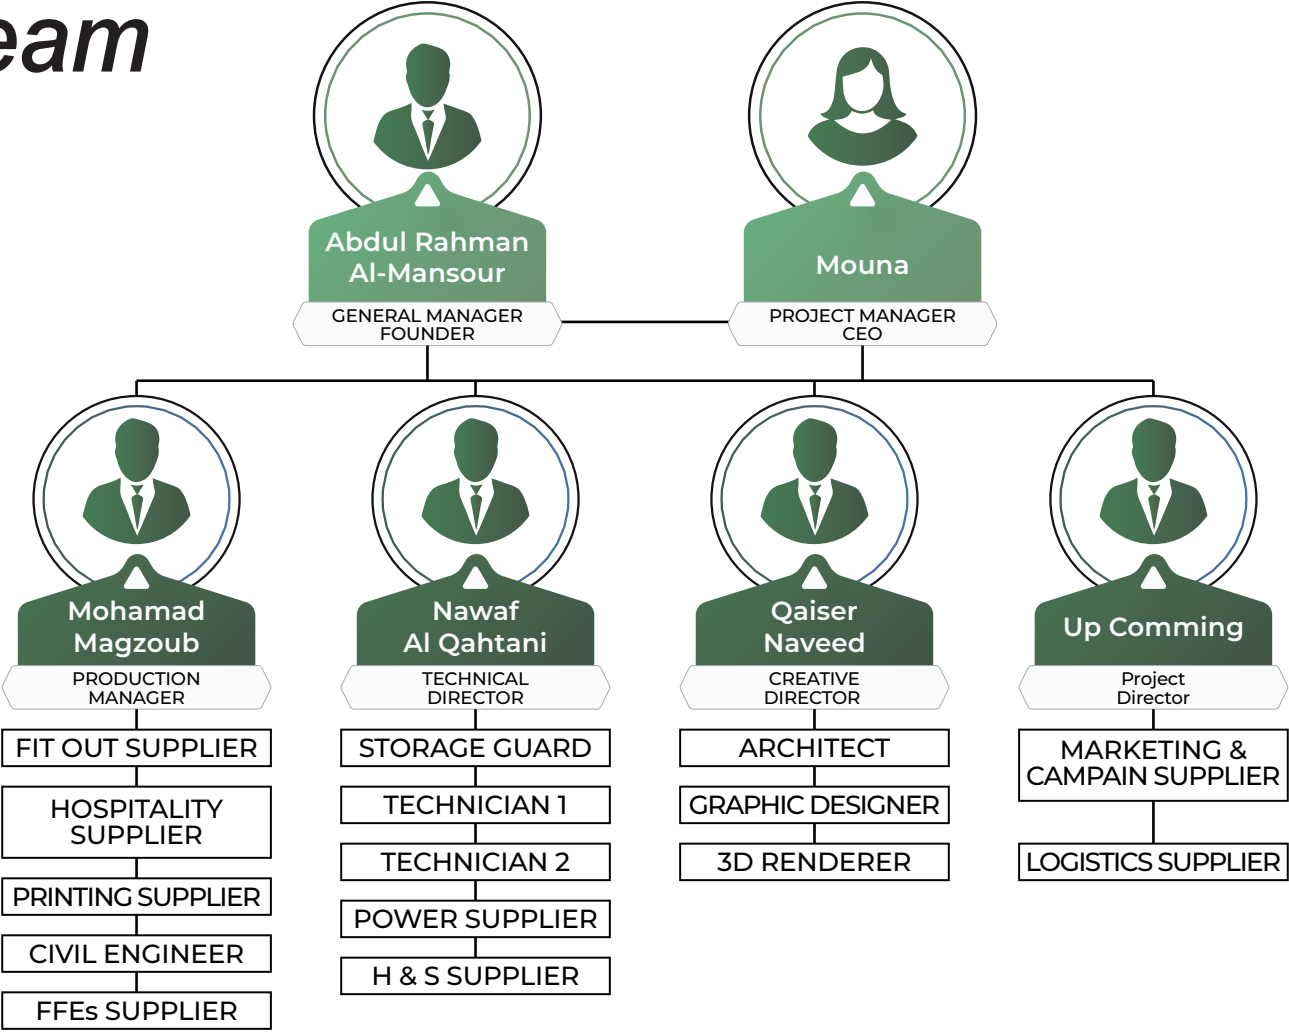 eam
Abdul Rahman
Al-Mansour
GENERAL MANAGER
FOUNDER
Mouna
PROJECT MANAGER
CEO
Mohamad
Magzoub
PRODUCTION
MANAGER
FIT OUT SUPPLIER
HOSPITALITY
SUPPLIER
PRINTING SUPPLIER
CIVIL ENGINEER
FFEs SUPPLIER
Nawaf
Al Qahtani
TECHNICAL
DIRECTOR
STORAGE GUARD
TECHNICIAN 1
TECHNICIAN 2
POWER SUPPLIER
H & S SUPPLIER
Qaiser
Naveed
CREATIVE
DIRECTOR
ARCHITECT
GRAPHIC DESIGNER
3D RENDERER
Up Comming
Project
Director
MARKETING &
CAMPAIN SUPPLIER
LOGISTICS SUPPLIER